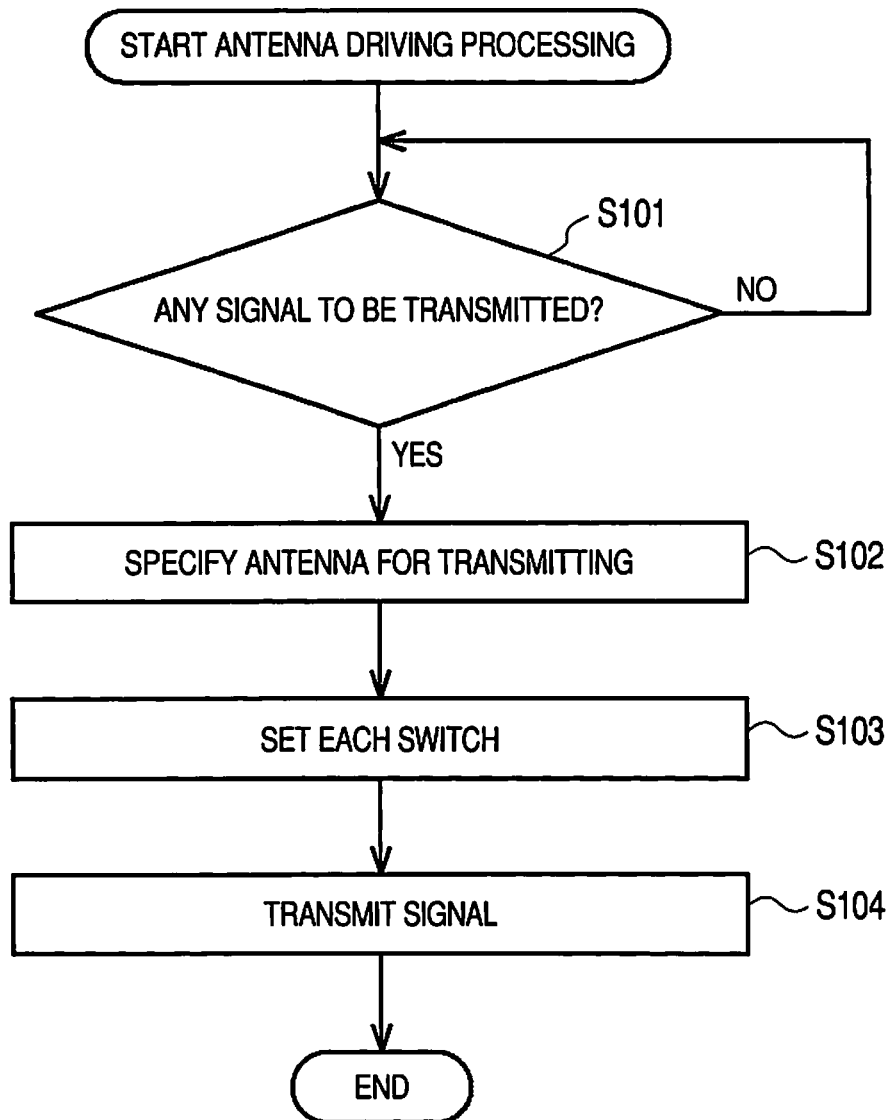 START ANTENNA DRIVING PROCESSING
S101
ANY SIGNAL TO BE TRANSMITTED?
NO
YES
SPECIFY ANTENNA FOR TRANSMITTING
S102
SET EACH SWITCH
S103
TRANSMIT SIGNAL
S104
END